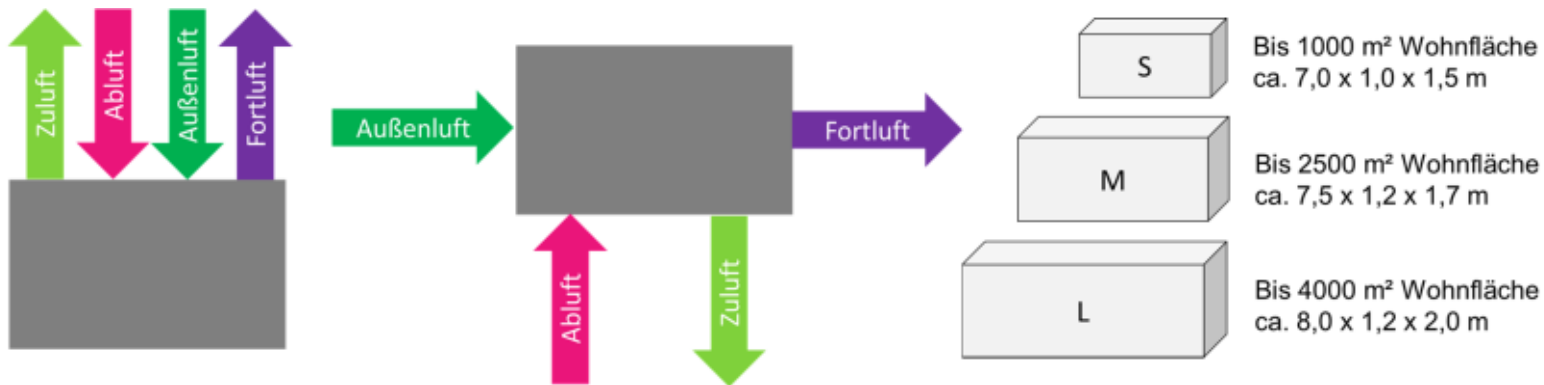 Zuluft
Abluft
Außenluft
Fortluft
Außenluft
Fortluft
Abluft
Zuluft
S
Bis 1000 m² Wohnfläche
ca. 7,0 x 1,0 x 1,5 m
M
Bis 2500 m² Wohnfläche
ca. 7,5 x 1,2 x 1,7 m
L
Bis 4000 m² Wohnfläche
ca. 8,0 x 1,2 x 2,0 m